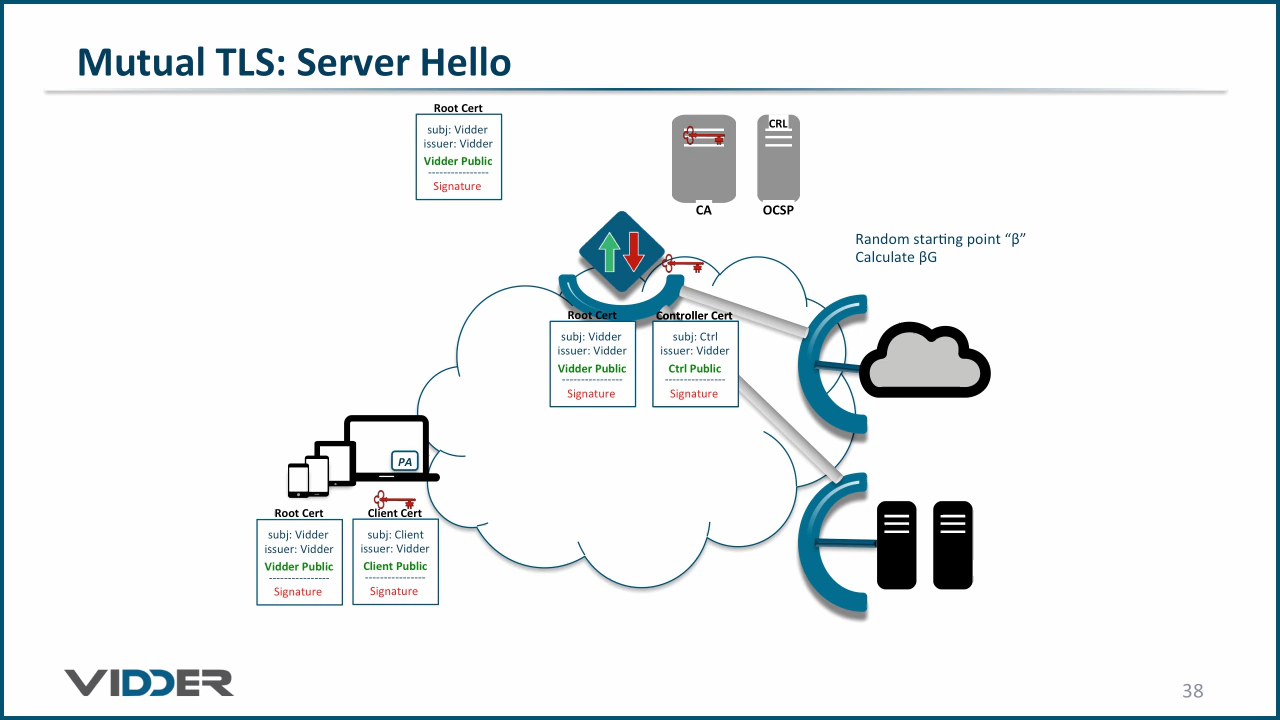 Mutual TLS: Server Hello
Root Cert
subj: Vidder
issuer: Vidder
Vidder Public
----------------
Signature
CRL
CA
OCSP
Random starting point “β”
Calculate βG
Root Cert
subj: Vidder
issuer: Vidder
Vidder Public
----------------
Signature
Controller Cert
subj: Ctrl
issuer: Vidder
Ctrl Public
----------------
Signature
PA
Root Cert
subj: Vidder
issuer: Vidder
Vidder Public
----------------
Signature
Client Cert
subj: Client
issuer: Vidder
Client Public
----------------
Signature
VIDDER
38